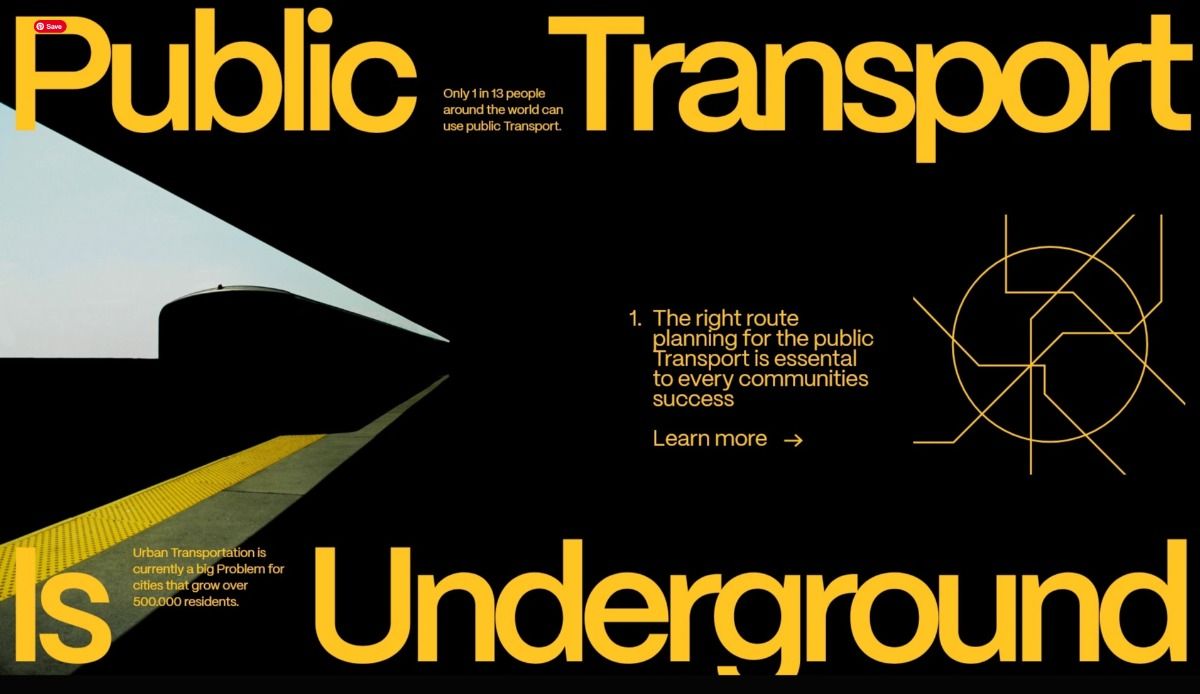 Save
Public Transport
Only 1 in 13 people
around the world can
use public Transport.
1. The right route
planning for the public
Transport is essental
to every communities
success
Learn more →
Urban Transportation is
currently a big Problem for
cities that grow over
500.000 residents.
Is Underground